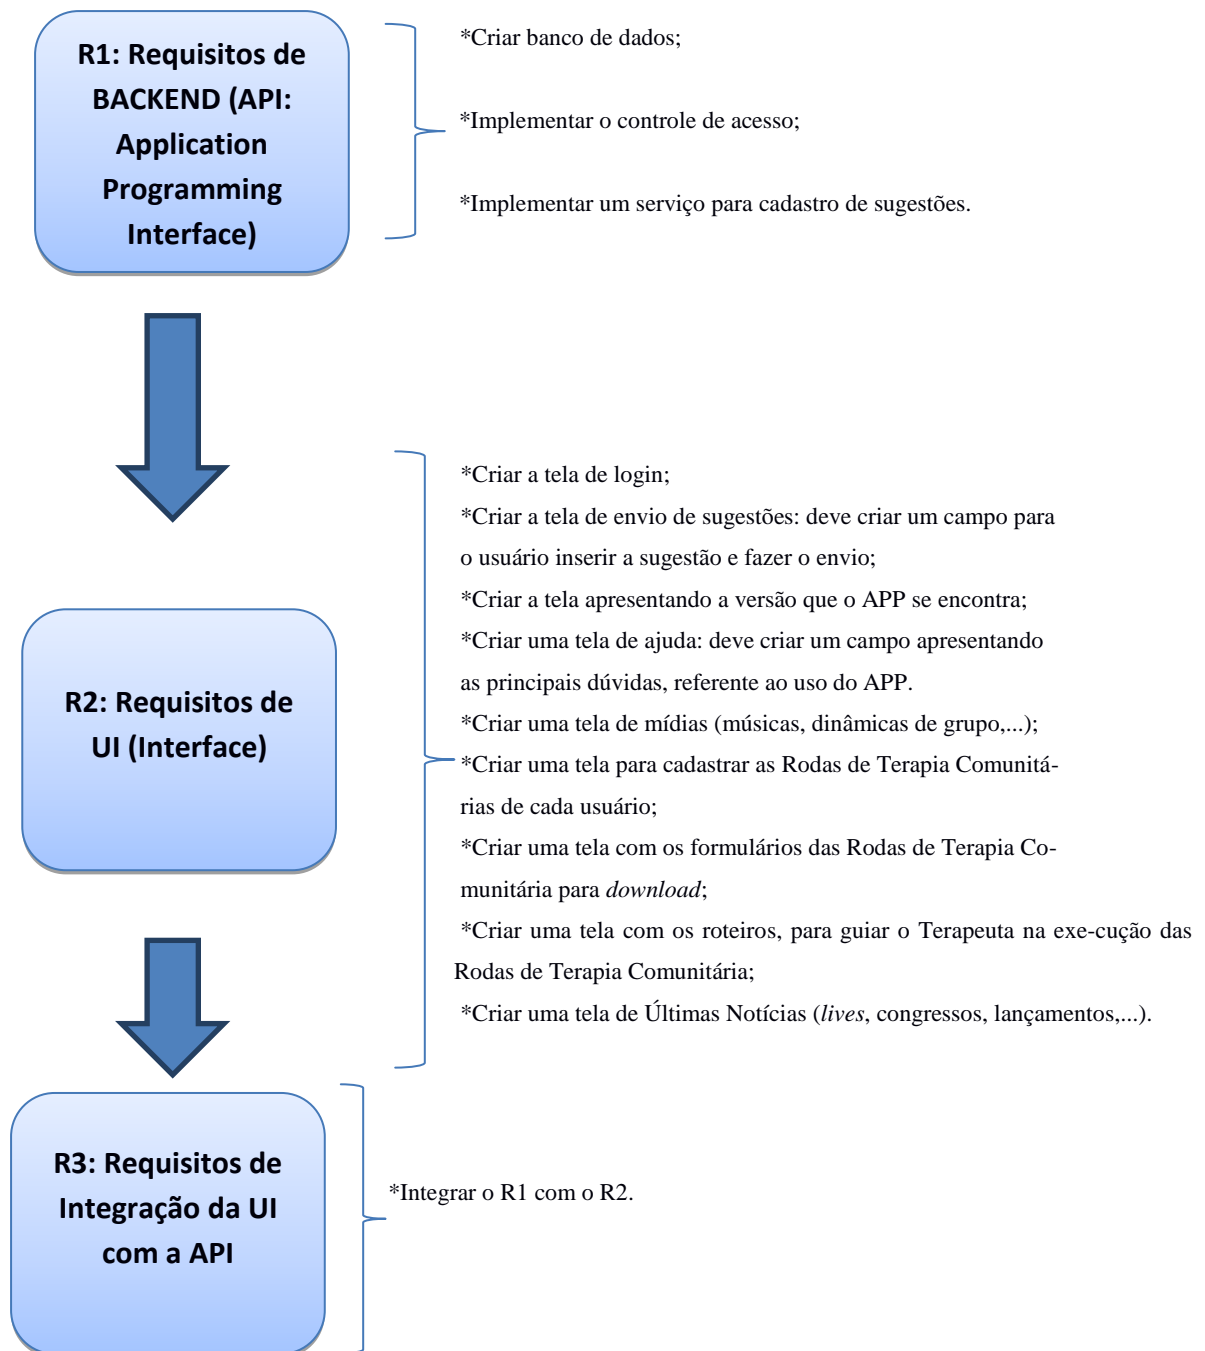 R1: Requisitos de
BACKEND (API:
Application
Programming
Interface)
*Criar banco de dados;
*Implementar o controle de acesso;
*Implementar um serviço para cadastro de sugestões.
R2: Requisitos de
UI (Interface)
*Criar a tela de login;
*Criar a tela de envio de sugestões: deve criar um campo para
o usuário inserir a sugestão e fazer o envio;
*Criar a tela apresentando a versão que o APP se encontra;
*Criar uma tela de ajuda: deve criar um campo apresentando
as principais dúvidas, referente ao uso do APP.
*Criar uma tela de mídias (músicas, dinâmicas de grupo,...);
*Criar uma tela para cadastrar as Rodas de Terapia Comunitá-
rias de cada usuário;
*Criar uma tela com os formulários das Rodas de Terapia Co-
munitária para download;
*Criar uma tela com os roteiros, para guiar o Terapeuta na exe-cução das
Rodas de Terapia Comunitária;
*Criar uma tela de Últimas Notícias (lives, congressos, lançamentos,...).
R3: Requisitos de
Integração da UI
com a API
*Integrar o R1 com o R2.